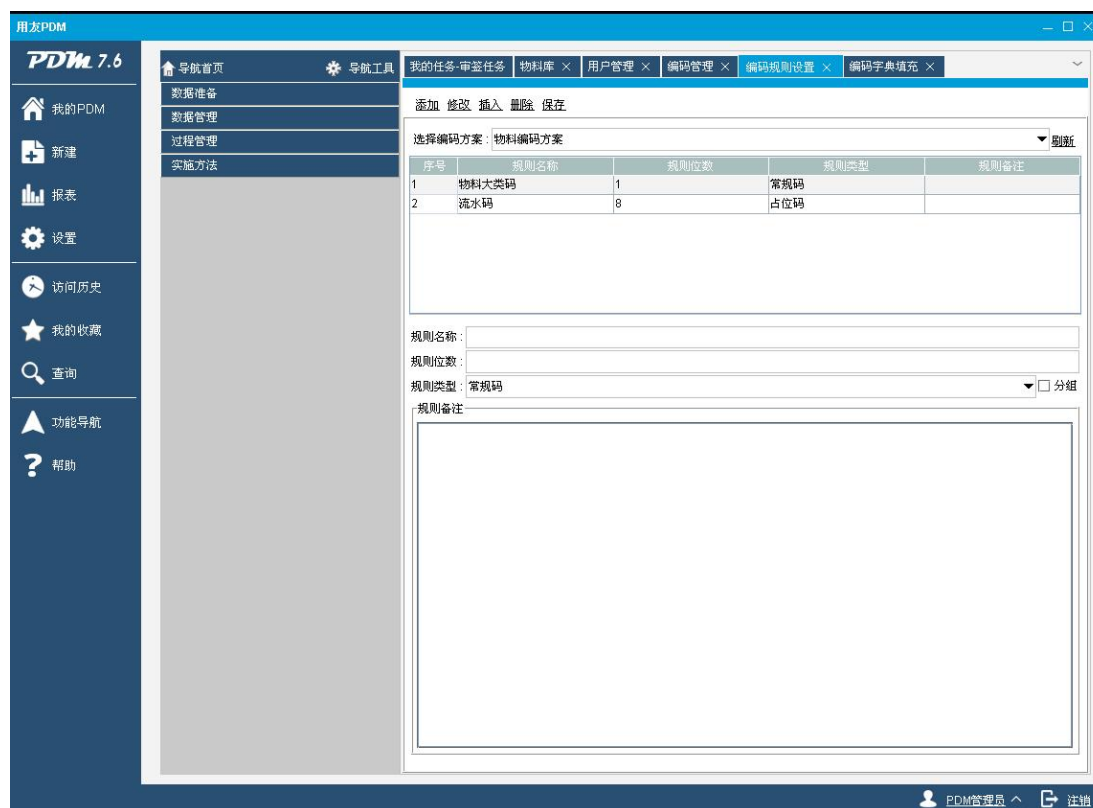 用友PDM
PDM 7.6
我的PDM
新建
报表
设置
访问历史
我的收藏
查询
功能导航
帮助
导航首页 导航工具
数据准备
数据管理
过程管理
实施方法
我的任务-审签任务 物料库 用户管理 编码管理 编码规则设置 编码字典填充
添加 修改 插入 删除 保存
选择编码方案: 物料编码方案 刷新
序号 规则名称 规则位数 规则类型 规则备注
1 物料大类码 1 常规码
2 流水码 8 占位码
规则名称:
规则位数:
规则类型: 常规码 分组
规则备注
PDM管理员 注销